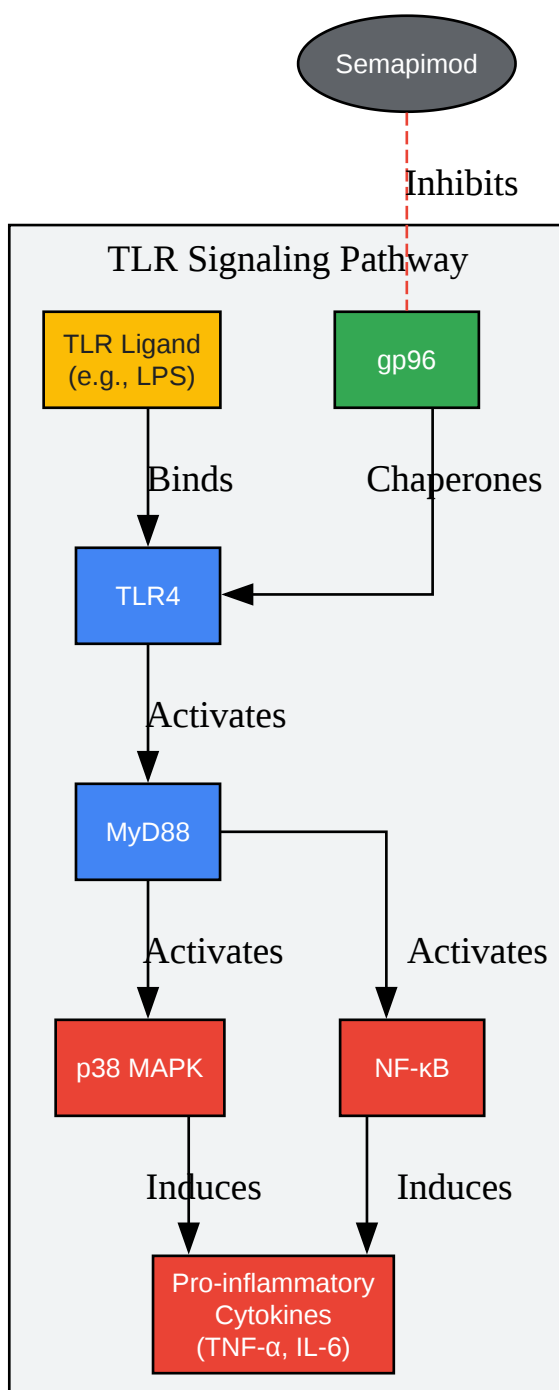 Semapimod
Inhibits
TLR Signaling Pathway
TLR Ligand
(e.g., LPS)
gp96
Binds
Chaperones
TLR4
Activates
MyD88
Activates
Activates
p38 MAPK
NF-κB
Induces
Induces
Pro-inflammatory
Cytokines
(TNF-α, IL-6)